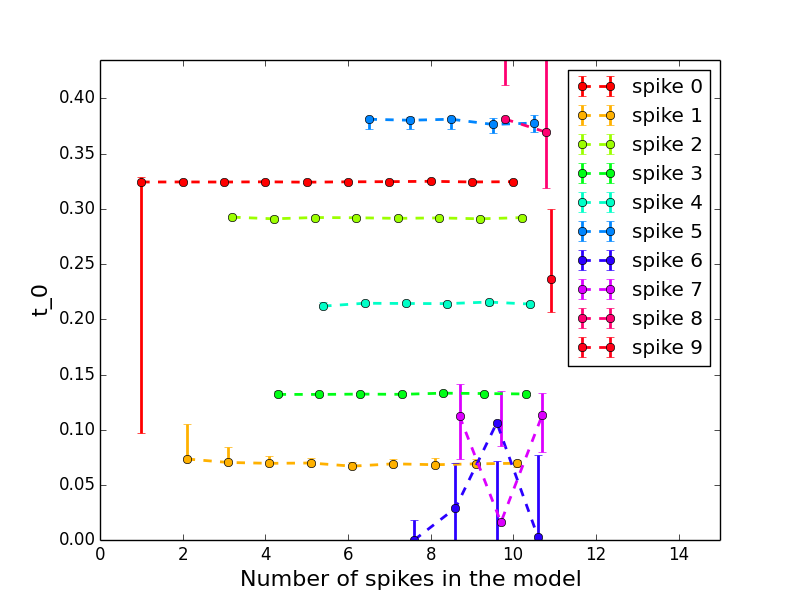 0.40
0.35
0.30
0.25
0.20
0.15
0.10
0.05
0.00
t_0
0 2 4 6 8 10 12 14
Number of spikes in the model
spike 0
spike 1
spike 2
spike 3
spike 4
spike 5
spike 6
spike 7
spike 8
spike 9